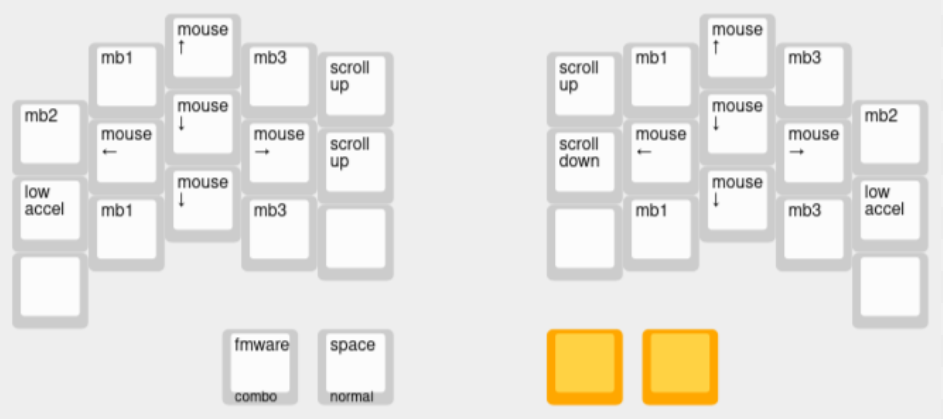 mouse
↑
mb1
mb3
scroll
up
mb2
mouse
↓
mouse
←
mouse
→
scroll
up
low
accel
mouse
↓
mb1
mb3
fmware
combo
space
normal
mouse
↑
scroll
up
mb1
mb3
mb2
mouse
↓
scroll
down
mouse
←
mouse
→
low
accel
mouse
↓
mb1
mb3